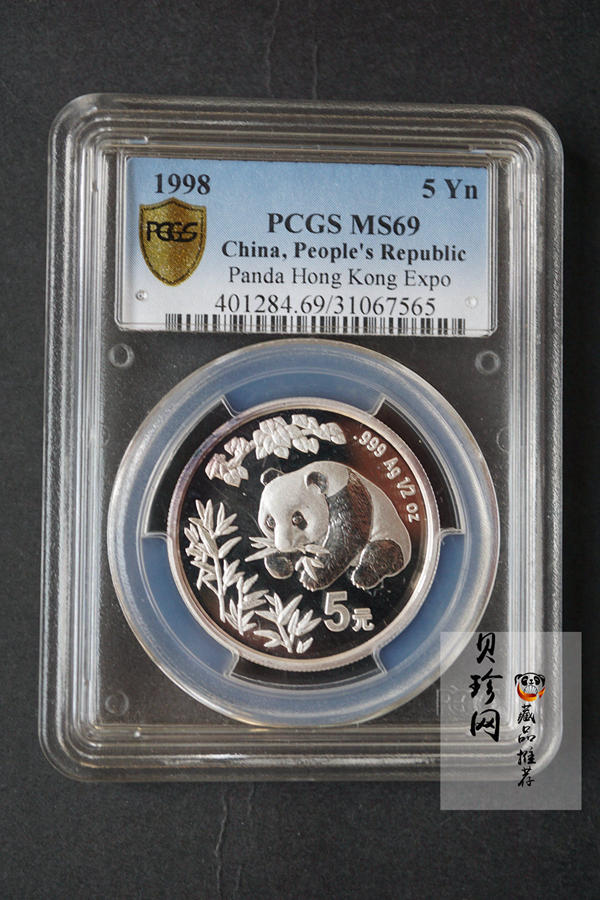 1998
5 Yn
PCGS
PCGS MS69
China, People's Republic
Panda Hong Kong Expo
401284.69/31067565
.999 Ag 1/2 oz
5元
贝珍网
藏品推荐